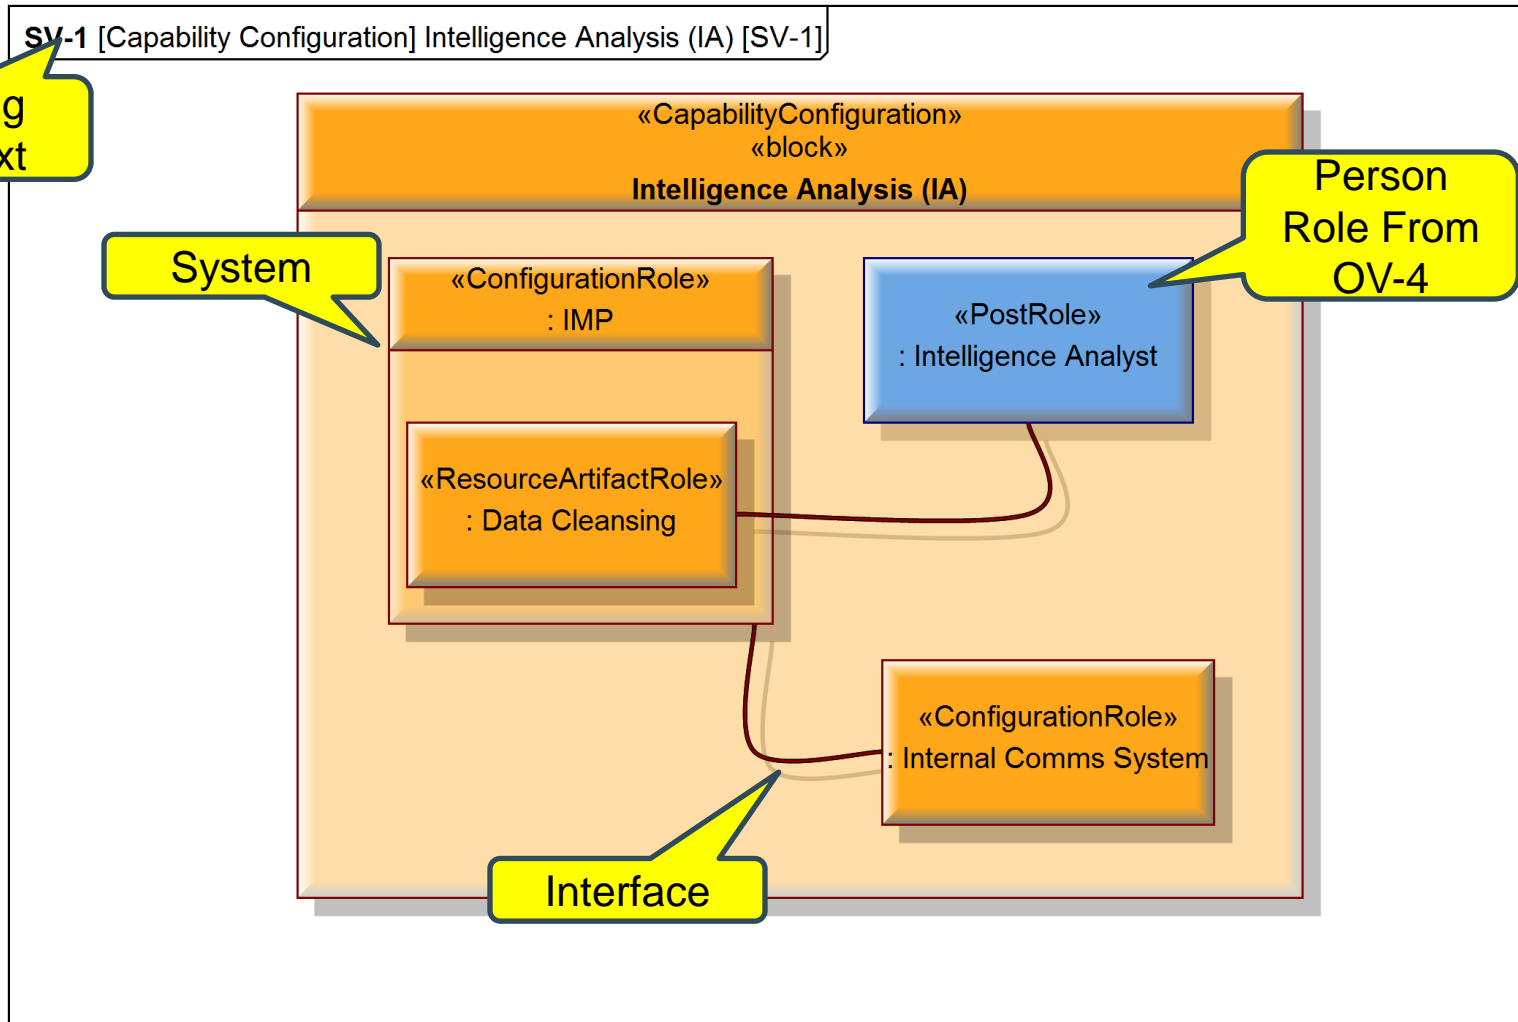 SV-1 [Capability Configuration] Intelligence Analysis (IA) [SV-1]
g
xt
«CapabilityConfiguration»
«block»
Intelligence Analysis (IA)
Person
Role From
OV-4
System
«ConfigurationRole»
: IMP
«PostRole»
: Intelligence Analyst
«ResourceArtifactRole»
: Data Cleansing
«ConfigurationRole»
: Internal Comms System
Interface